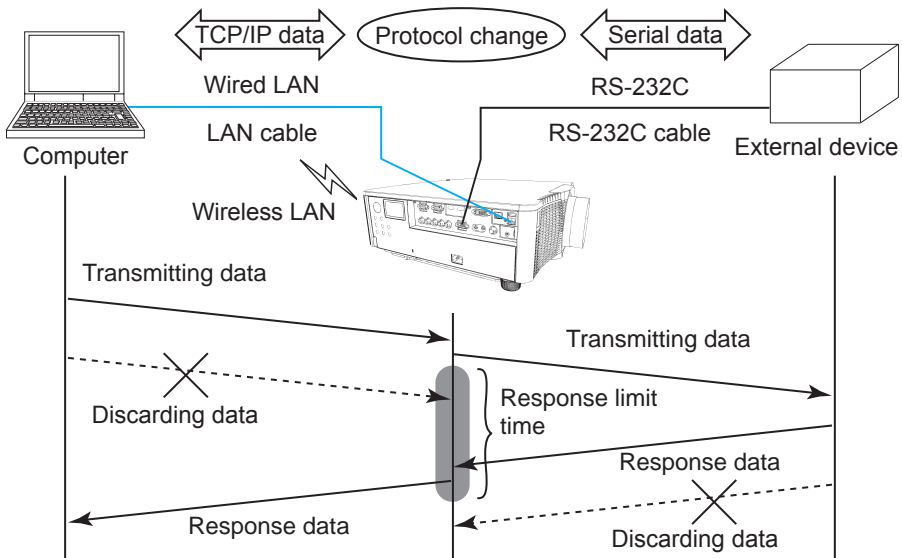 TCP/IP data
Protocol change
Serial data
Wired LAN
RS-232C
LAN cable
RS-232C cable
Computer
External device
Wireless LAN
Transmitting data
Transmitting data
Discarding data
Response limit
time
Response data
Response data
Discarding data